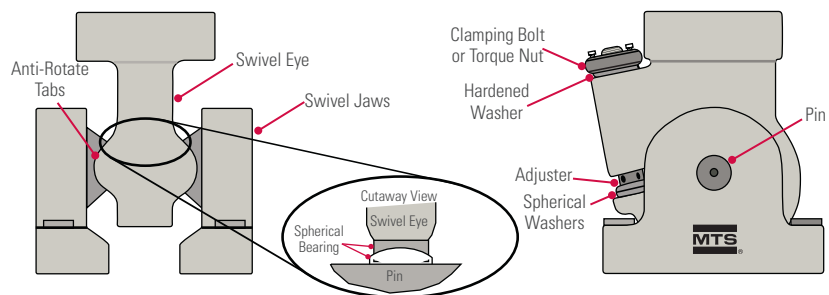 Anti-Rotate
Tabs
Swivel Eye
Swivel Jaws
Cutaway View
Swivel Eye
Spherical
Bearing
Pin
Clamping Bolt
or Torque Nut
Hardened
Washer
Pin
Adjuster
Spherical
Washers
MTS
®